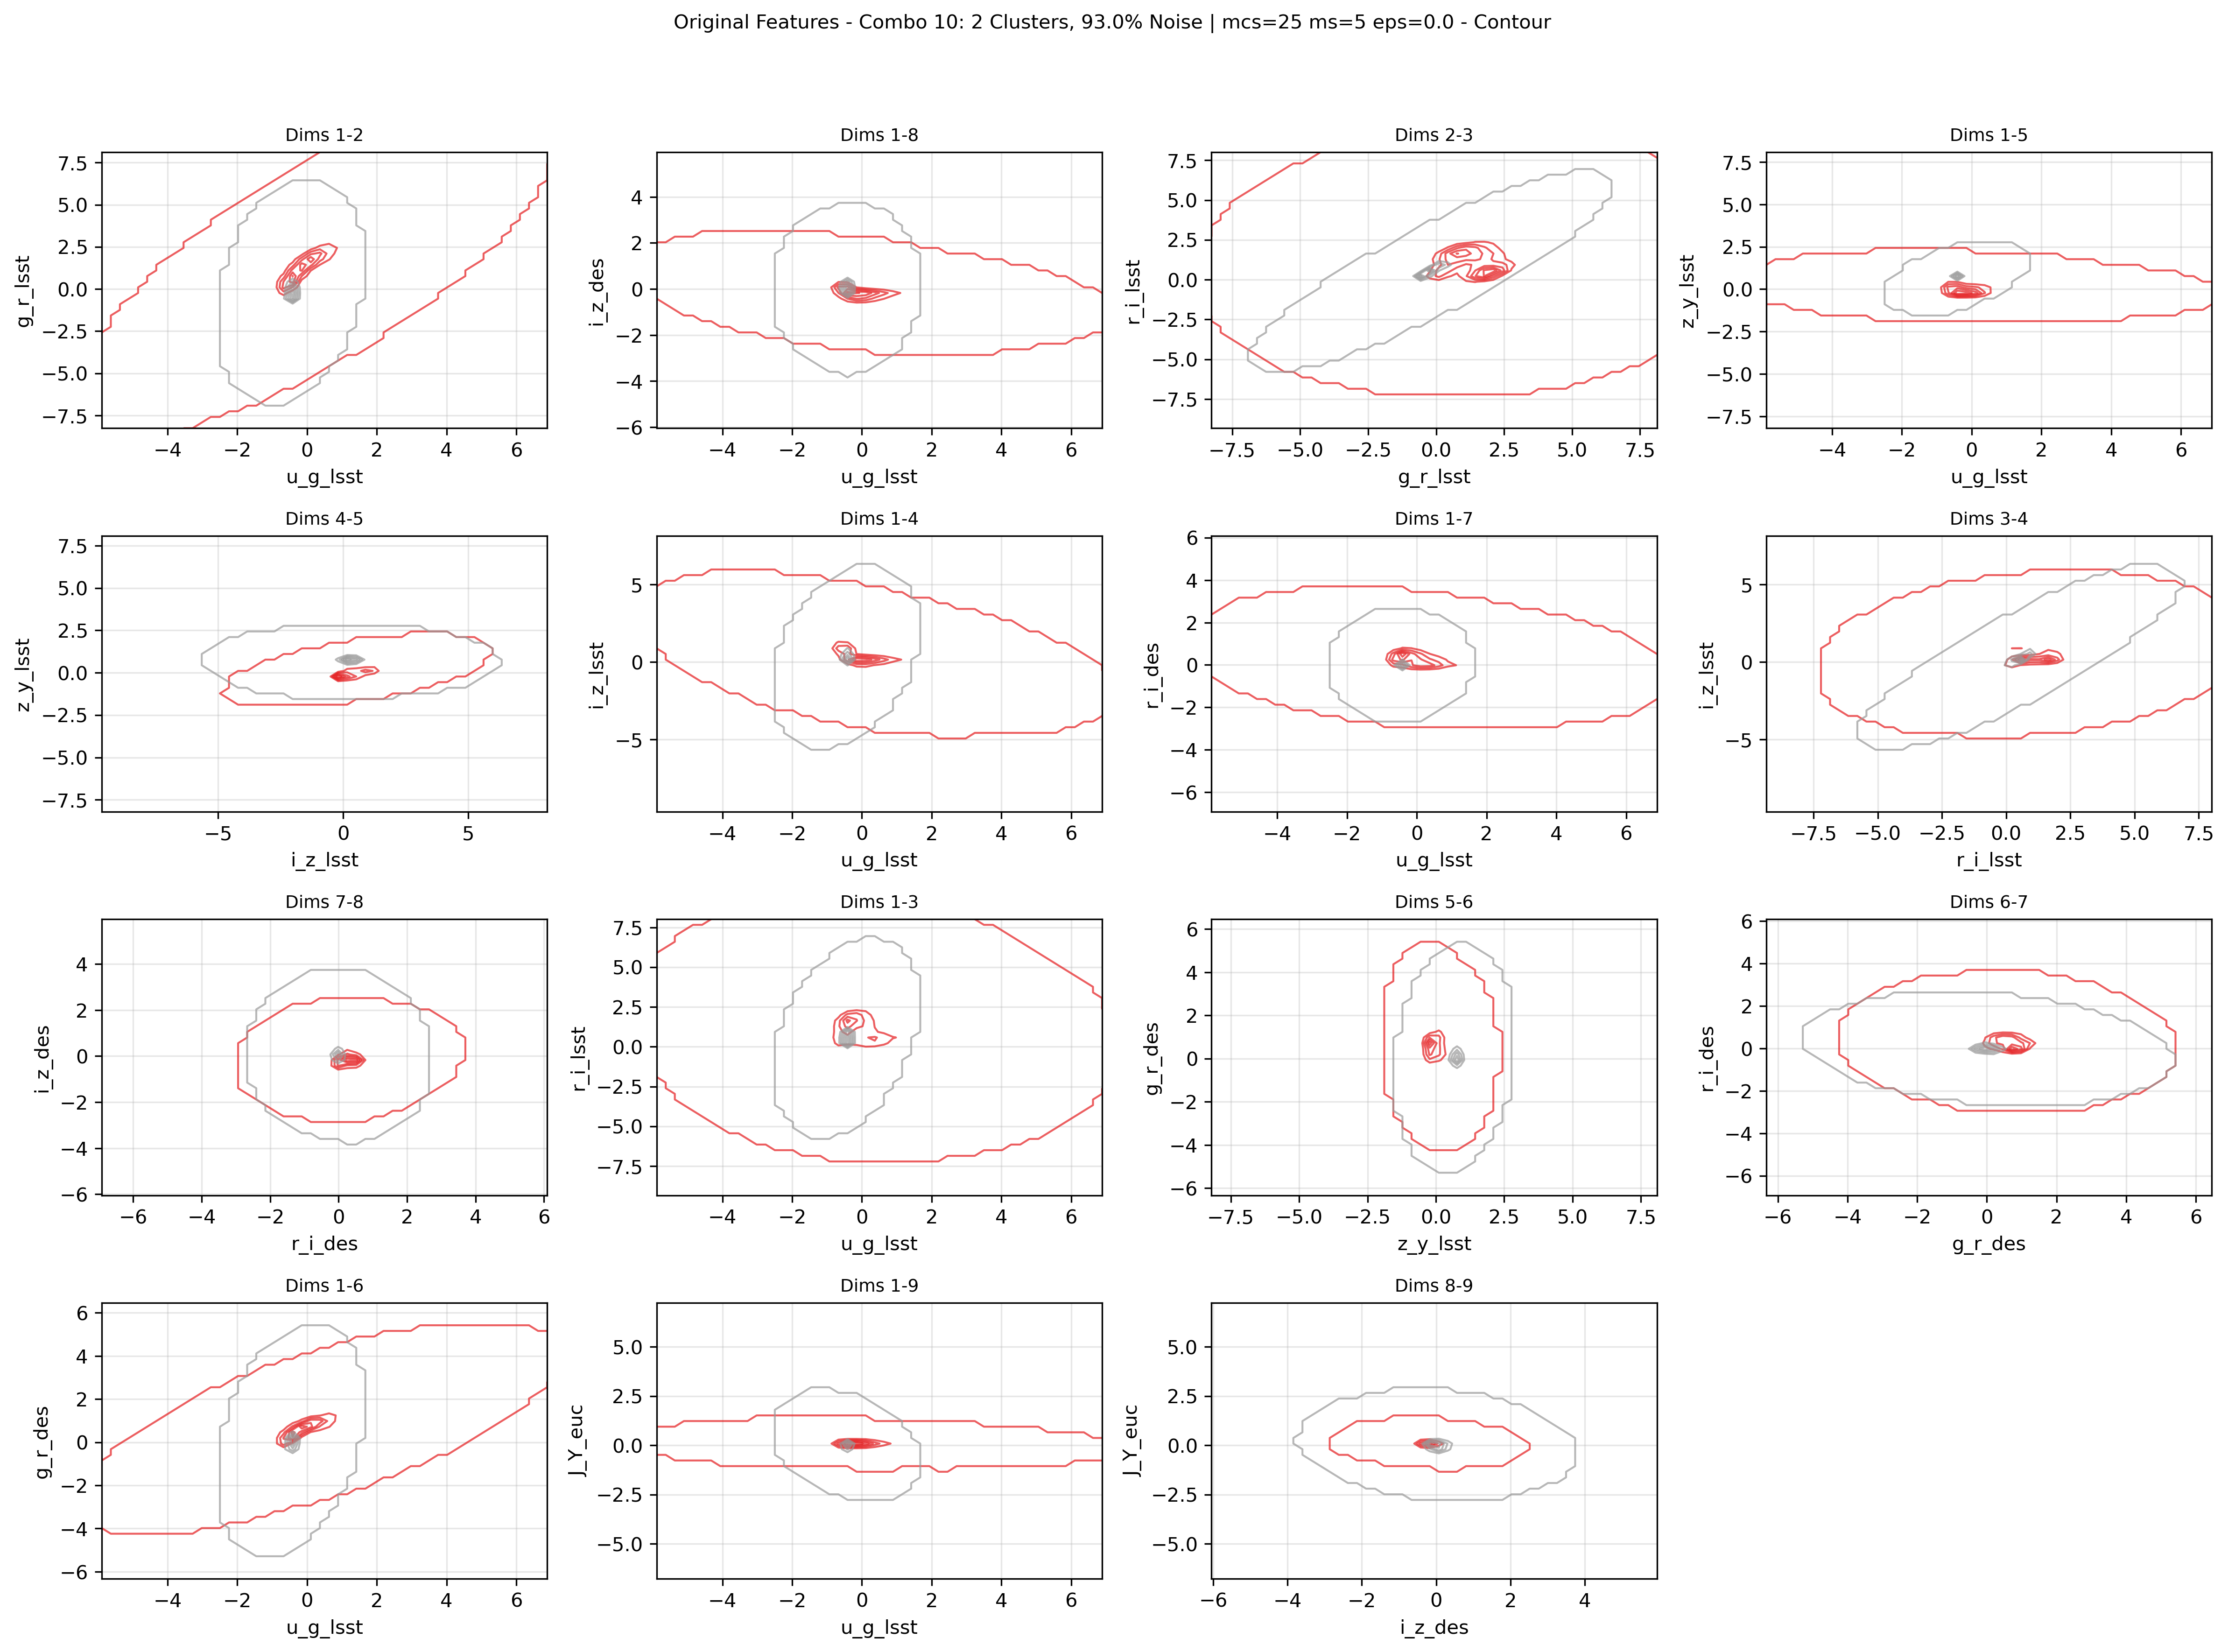 Original Features - Combo 10: 2 Clusters, 93.0% Noise | mcs=25 ms=5 eps=0.0 - Contour
Dims 1-2
7.5
5.0
2.5
0.0
−2.5
−5.0
−7.5
g_r_lsst
−4 −2 0 2 4 6
u_g_lsst
Dims 1-8
4
2
0
−2
−4
−6
i_z_des
−4 −2 0 2 4 6
u_g_lsst
Dims 2-3
7.5
5.0
2.5
0.0
−2.5
−5.0
−7.5
r_i_lsst
−7.5 −5.0 −2.5 0.0 2.5 5.0 7.5
g_r_lsst
Dims 1-5
7.5
5.0
2.5
0.0
−2.5
−5.0
−7.5
z_y_lsst
−4 −2 0 2 4 6
u_g_lsst
Dims 4-5
7.5
5.0
2.5
0.0
−2.5
−5.0
−7.5
z_y_lsst
−5 0 5
i_z_lsst
Dims 1-4
5
0
−5
i_z_lsst
−4 −2 0 2 4 6
u_g_lsst
Dims 1-7
6
4
2
0
−2
−4
−6
r_i_des
−4 −2 0 2 4 6
u_g_lsst
Dims 3-4
5
0
−5
i_z_lsst
−7.5 −5.0 −2.5 0.0 2.5 5.0 7.5
r_i_lsst
Dims 7-8
4
2
0
−2
−4
−6
i_z_des
−6 −4 −2 0 2 4 6
r_i_des
Dims 1-3
7.5
5.0
2.5
0.0
−2.5
−5.0
−7.5
r_i_lsst
−4 −2 0 2 4 6
u_g_lsst
Dims 5-6
6
4
2
0
−2
−4
−6
g_r_des
−7.5 −5.0 −2.5 0.0 2.5 5.0 7.5
z_y_lsst
Dims 6-7
6
4
2
0
−2
−4
−6
r_i_des
−6 −4 −2 0 2 4 6
g_r_des
Dims 1-6
6
4
2
0
−2
−4
−6
g_r_des
−4 −2 0 2 4 6
u_g_lsst
Dims 1-9
5.0
2.5
0.0
−2.5
−5.0
J_Y_euc
−4 −2 0 2 4 6
u_g_lsst
Dims 8-9
5.0
2.5
0.0
−2.5
−5.0
J_Y_euc
−6 −4 −2 0 2 4
i_z_des